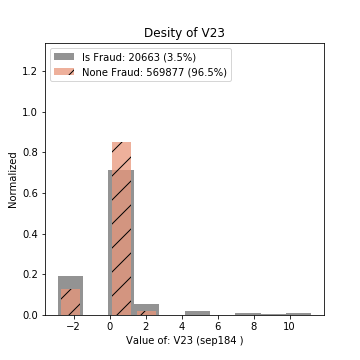 Desity of V23
Is Fraud: 20663 (3.5%)
None Fraud: 569877 (96.5%)
Normalized
1.2
1.0
0.8
0.6
0.4
0.2
0.0
−2 0 2 4 6 8 10
Value of: V23 (sep184 )